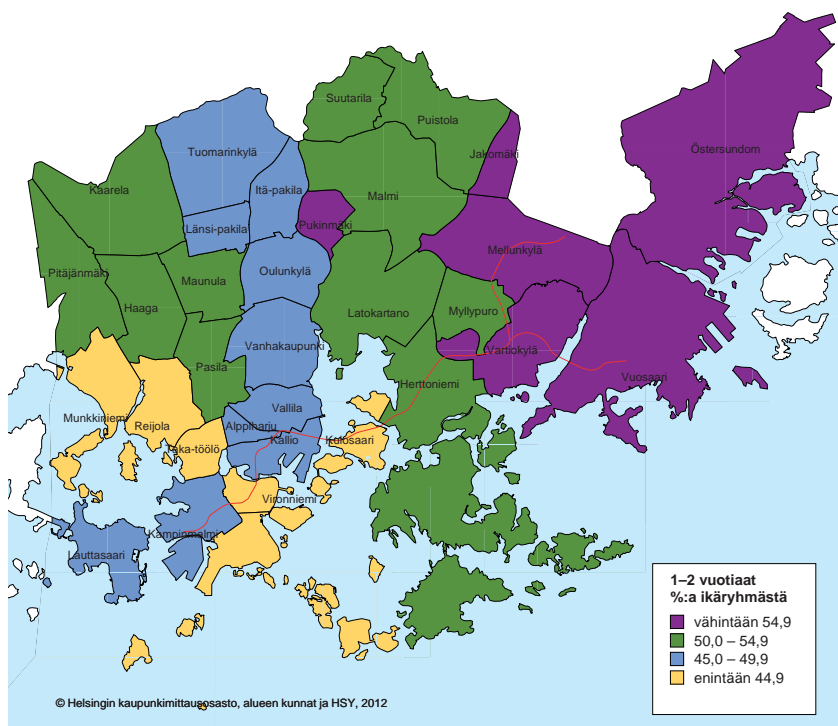 Suutarila
Puistola
Tuomarinkylä
Jakomäki
Östersundom
Kaarela
Itä-pakila
Malmi
Länsi-pakila
Pukinmäki
Mellunkylä
Pitäjänmäki
Maunula
Oulunkylä
Haaga
Latokartano
Myllypuro
Vanhakaupunki
Vartiokylä
Pasila
Herttoniemi
Vuosaari
Munkkiniemi
Reijola
Vallila
Alppiharju
Kallio
Kulosaari
Taka-töölö
Vironniemi
Kampinmalmi
Lauttasaari
1–2 vuotiaat
%:a ikäryhmästä
vähintään 54,9
50,0 – 54,9
45,0 – 49,9
enintään 44,9
© Helsingin kaupunkimittausosasto, alueen kunnat ja HSY, 2012